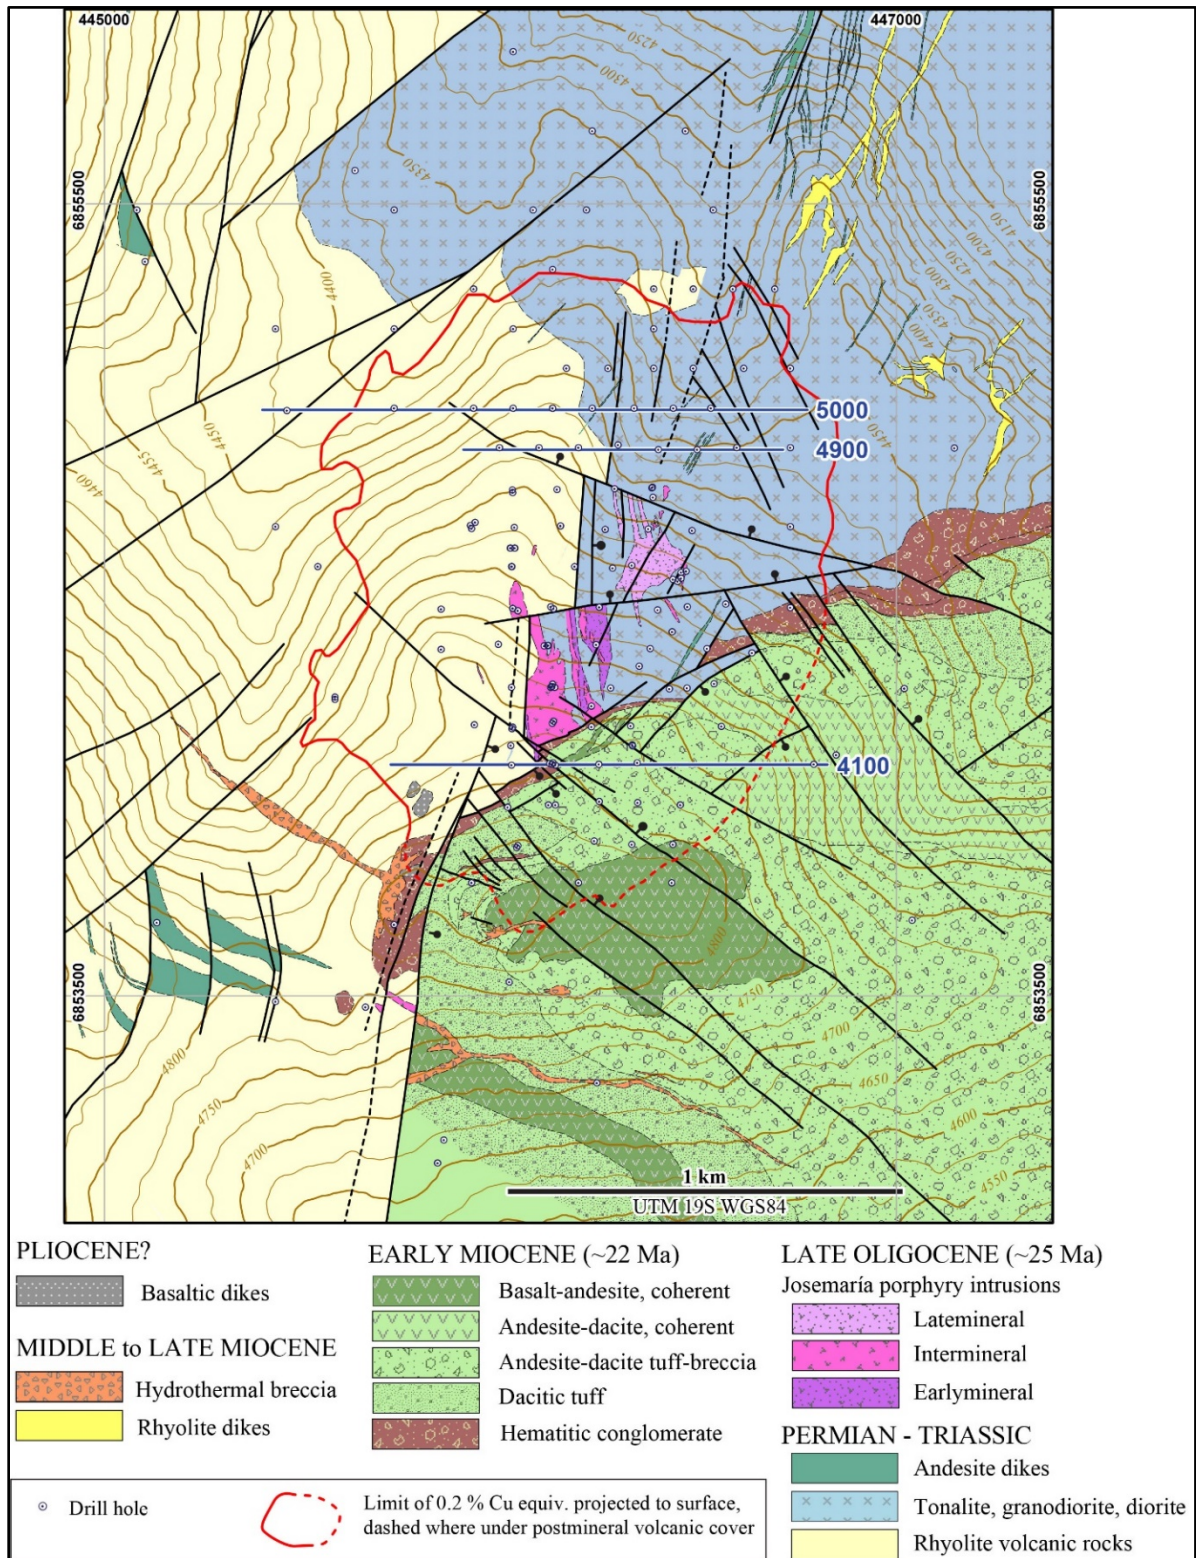 445000
447000
4250
4300
4350
4350
6855500
6855500
4150
4200
4250
4300
4350
4400
4400
4450
4450
4455
4460
5000
4900
4100
4800
4750
4700
4650
4600
4550
6853500
6853500
4800
4750
4700
1 km
UTM 19S WGS84
PLIOCENE?
Basaltic dikes
MIDDLE to LATE MIOCENE
Hydrothermal breccia
Rhyolite dikes
EARLY MIOCENE (~22 Ma)
Basalt-andesite, coherent
Andesite-dacite, coherent
Andesite-dacite tuff-breccia
Dacitic tuff
Hematitic conglomerate
LATE OLIGOCENE (~25 Ma)
Josemaría porphyry intrusions
Latemineral
Intermineral
Earlymineral
PERMIAN - TRIASSIC
Andesite dikes
Tonalite, granodiorite, diorite
Rhyolite volcanic rocks
Drill hole
Limit of 0.2 % Cu equiv. projected to surface,
dashed where under postmineral volcanic cover